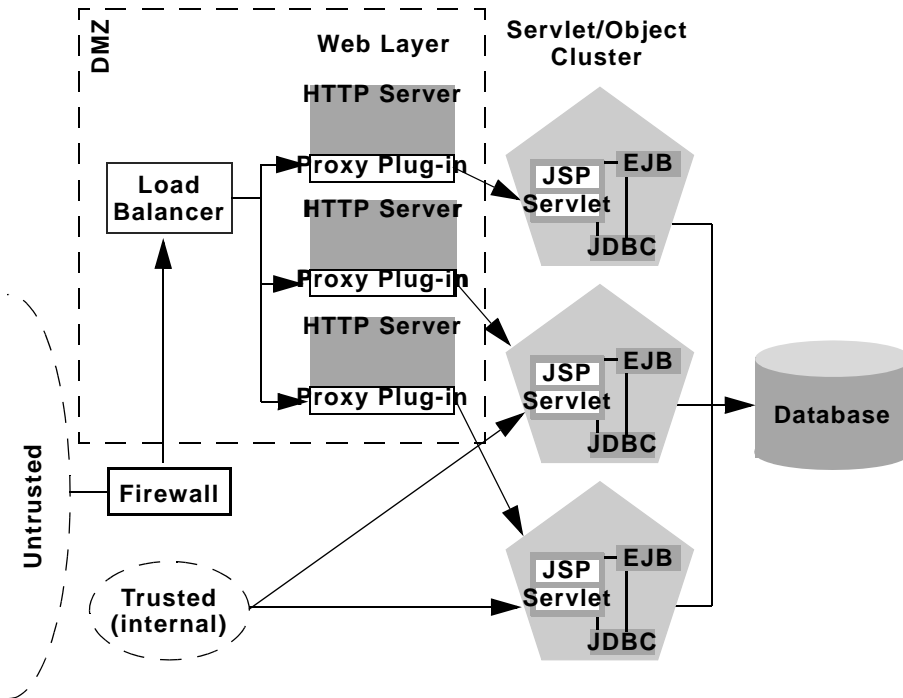 DMZ
Web Layer
Servlet/Object
Cluster
HTTP Server
Proxy Plug-in
HTTP Server
Proxy Plug-in
HTTP Server
Proxy Plug-in
Load
Balancer
JSP
Servlet
EJB
JDBC
JSP
Servlet
EJB
JDBC
JSP
Servlet
EJB
JDBC
Database
Untrusted
Firewall
Trusted
(internal)